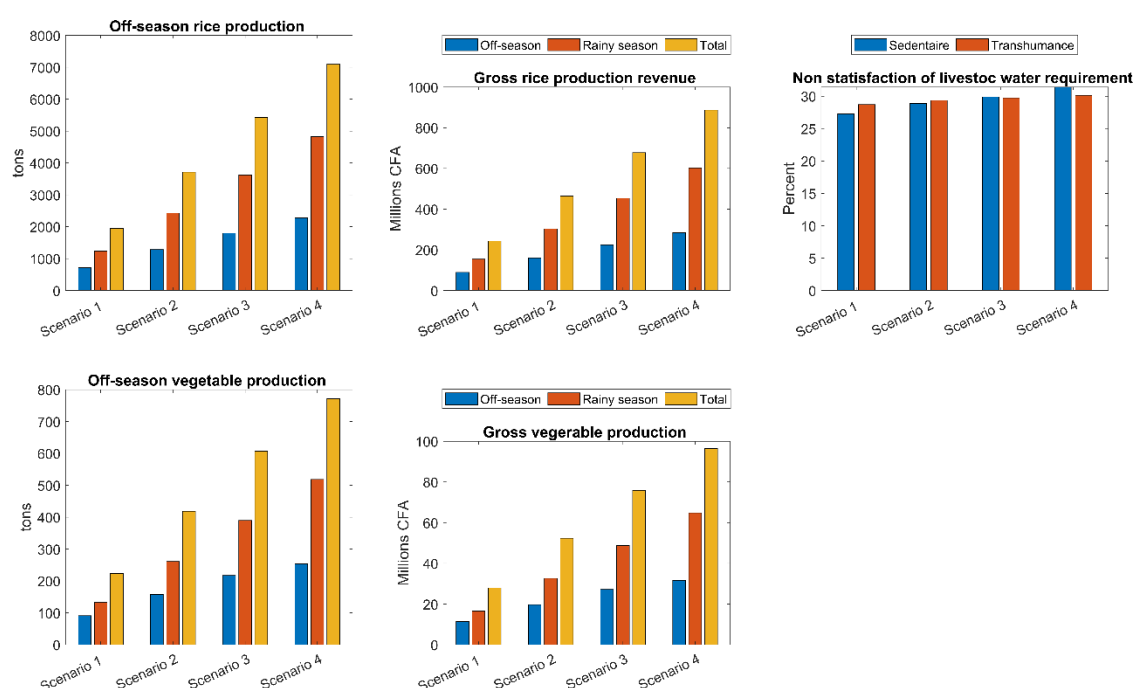 Off-season rice production
8000
7000
6000
5000
4000
3000
2000
1000
0
tons
Scenario 1
Scenario 2
Scenario 3
Scenario 4
Off-season Rainy season Total
Gross rice production revenue
1000
800
600
400
200
0
Millions CFA
Scenario 1
Scenario 2
Scenario 3
Scenario 4
Sedentaire Transhumance
Non statisfaction of livestoc water requirement
30
25
20
15
10
5
0
Percent
Scenario 1
Scenario 2
Scenario 3
Scenario 4
Off-season vegetable production
800
700
600
500
400
300
200
100
0
tons
Scenario 1
Scenario 2
Scenario 3
Scenario 4
Off-season Rainy season Total
Gross vegerable production
100
80
60
40
20
0
Millions CFA
Scenario 1
Scenario 2
Scenario 3
Scenario 4